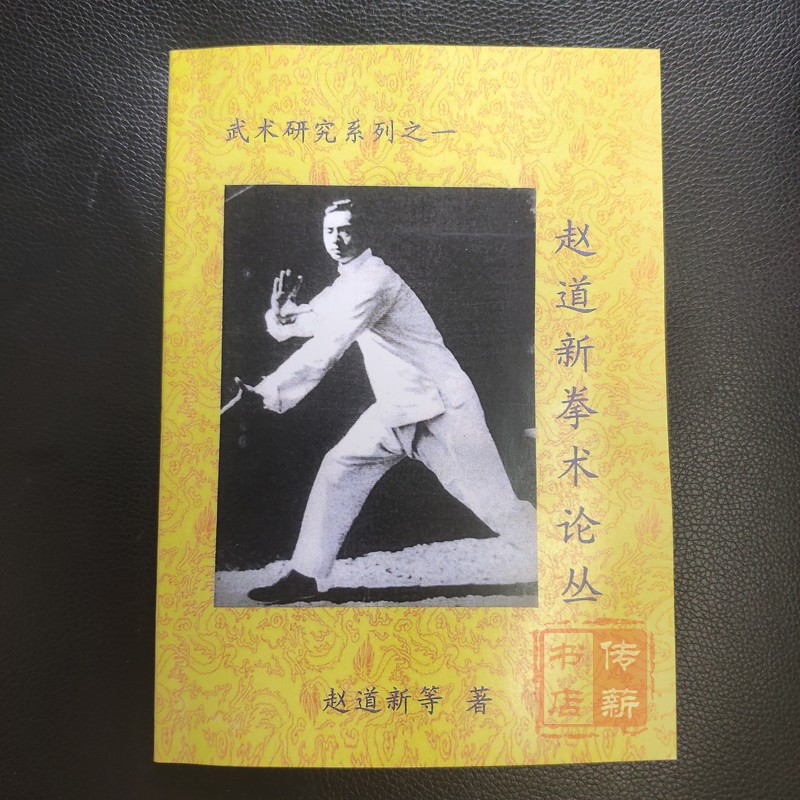 武术研究系列之一
赵道新拳术论丛
赵道新等 著
传薪
书店